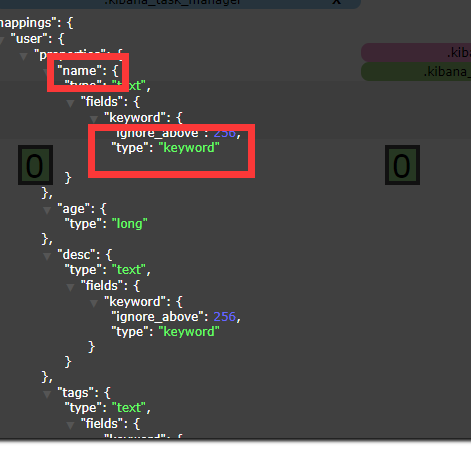 .kibana_task_manager X
mappings": {
"user": {
"properties": {
"name": {
"type": "text",
"fields": {
"keyword": {
"ignore_above": 256,
"type": "keyword"
}
},
"age": {
"type": "long"
},
"desc": {
"type": "text",
"fields": {
"keyword": {
"ignore_above": 256,
"type": "keyword"
}
}
},
"tags": {
"type": "text",
"fields": {
"keyword": {
.kiba
.kibana_
0
0